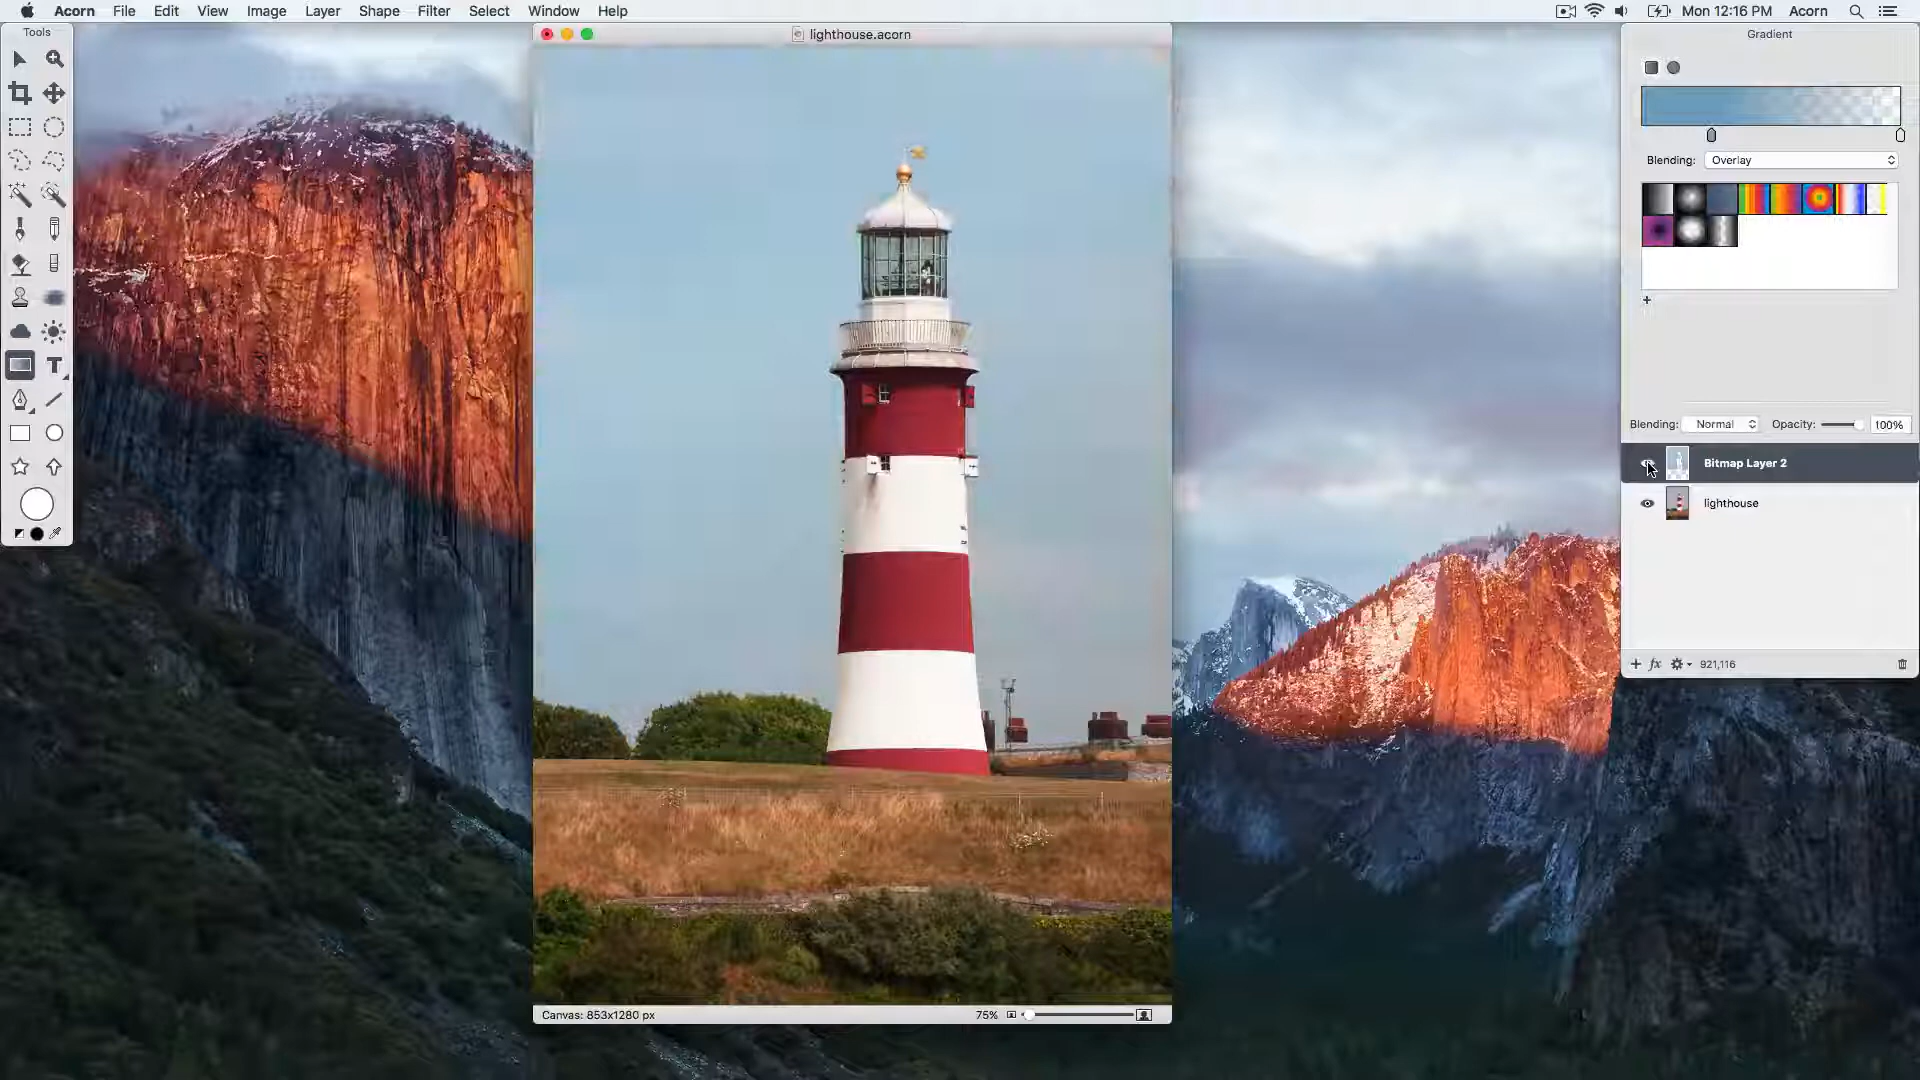 Acorn File Edit View Image Layer Shape Filter Select Window Help
Mon 12:16 PM Acorn
Tools
lighthouse.acorn
Gradient
Blending: Overlay
Blending: Normal Opacity: 100%
Bitmap Layer 2
lighthouse
fx 921,116
Canvas: 853x1280 px 75%